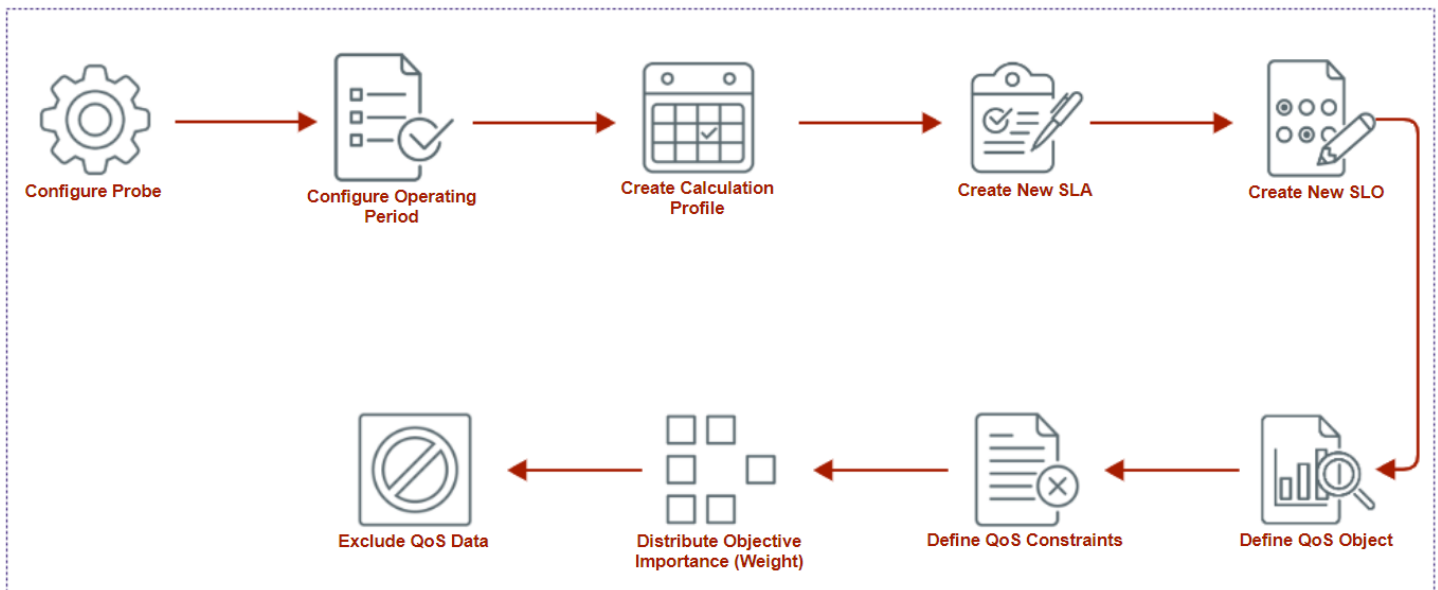 Configure Probe
Configure Operating
Period
Create Calculation
Profile
Create New SLA
Create New SLO
Define QoS Object
Define QoS Constraints
Distribute Objective
Importance (Weight)
Exclude QoS Data